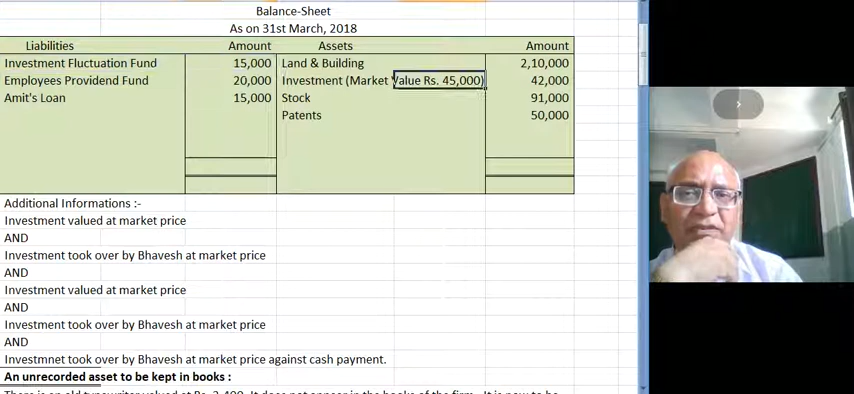 Balance-Sheet
As on 31st March, 2018
Liabilities Amount Assets Amount
Investment Fluctuation Fund 15,000 Land & Building 2,10,000
Employees Providend Fund 20,000 Investment (Market Value Rs. 45,000) 42,000
Amit's Loan 15,000 Stock 91,000
Patents 50,000
Additional Informations :-
Investment valued at market price
AND
Investment took over by Bhavesh at market price
AND
Investment valued at market price
AND
Investment took over by Bhavesh at market price
AND
Investmnet took over by Bhavesh at market price against cash payment.
An unrecorded asset to be kept in books :